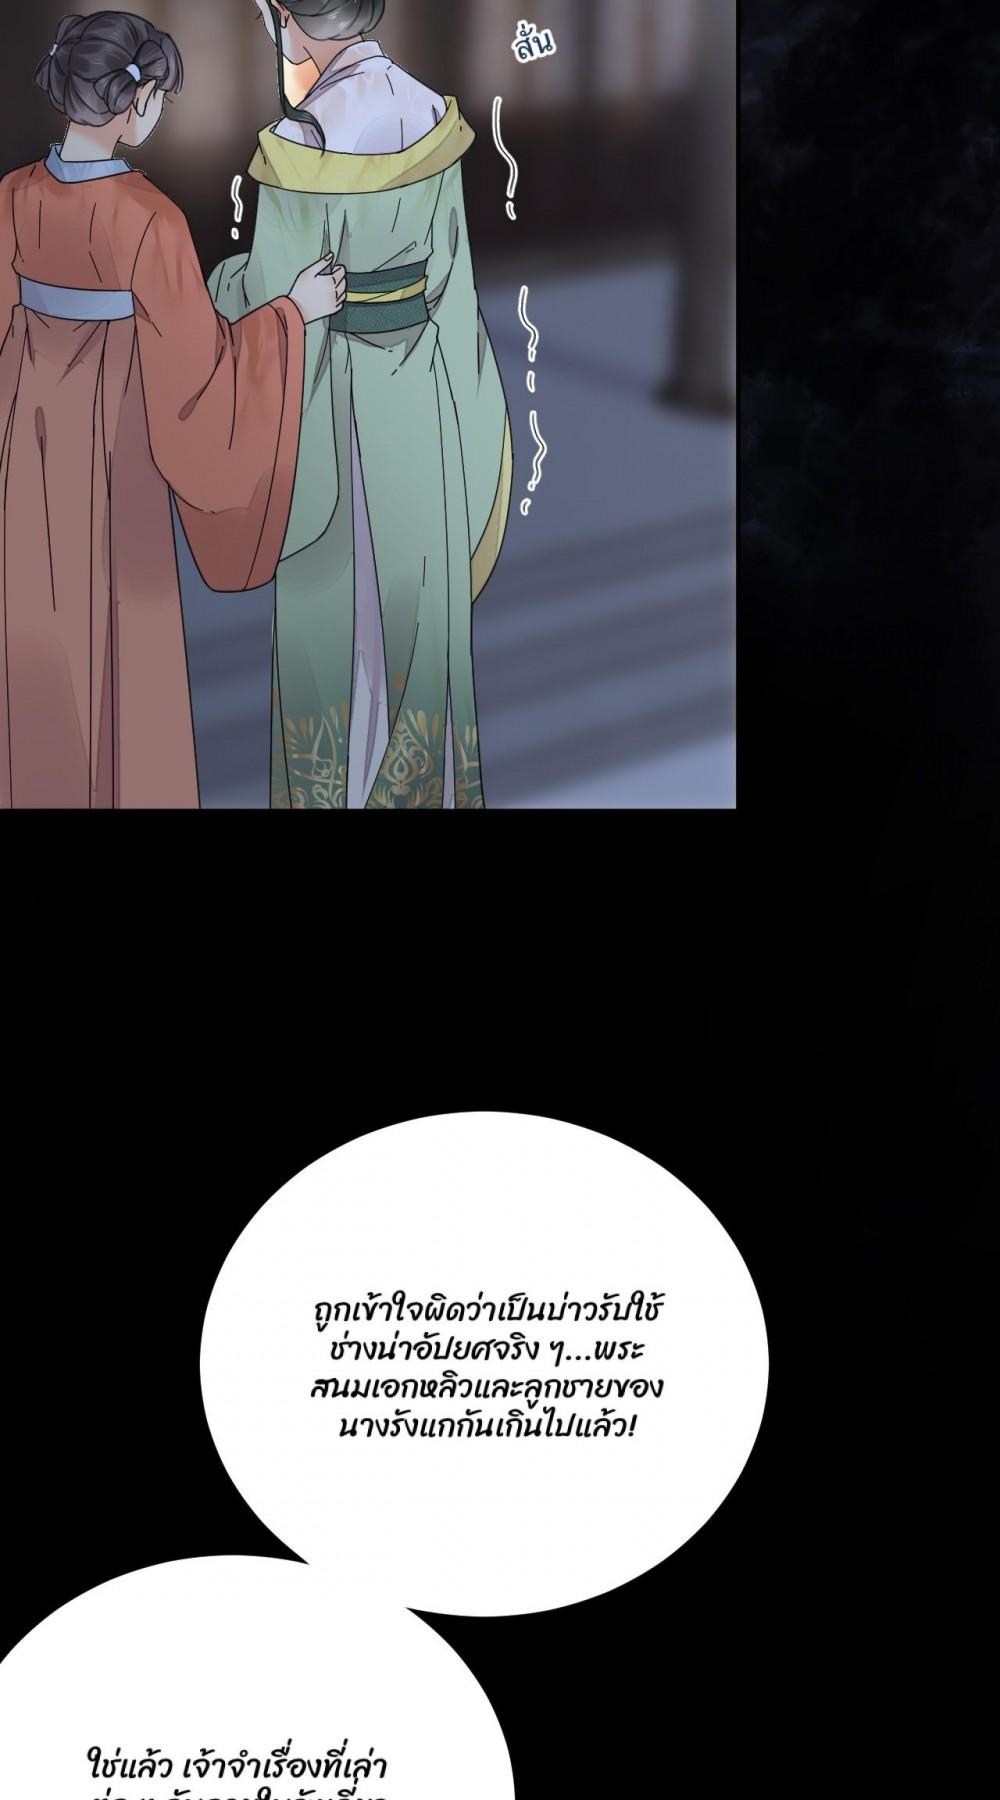 สั่น
ถูกเข้าใจผิดว่าเป็นบ่าวรับใช้
ช่างน่าอัปยศจริง ๆ...พระ
สนมเอกหลิวและลูกชายของ
นางรังแกกันเกินไปแล้ว!
ใช่แล้ว เจ้าจำเรื่องที่เล่า